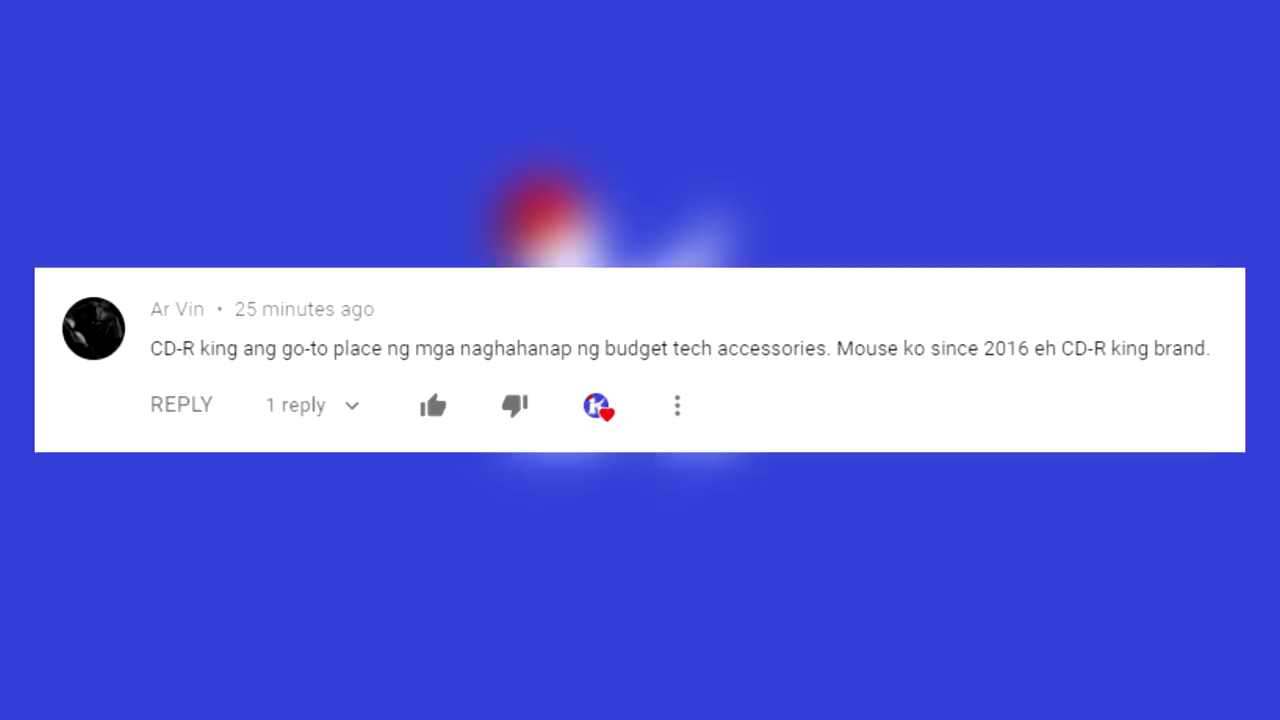 Ar Vin • 25 minutes ago
CD-R king ang go-to place ng mga naghahanap ng budget tech accessories. Mouse ko since 2016 eh CD-R king brand.
REPLY 1 reply